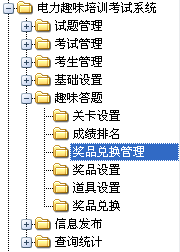 电力趣味培训考试系统
试题管理
考试管理
考生管理
基础设置
趣味答题
关卡设置
成绩排名
奖品兑换管理
奖品设置
道具设置
奖品兑换
信息发布
查询统计